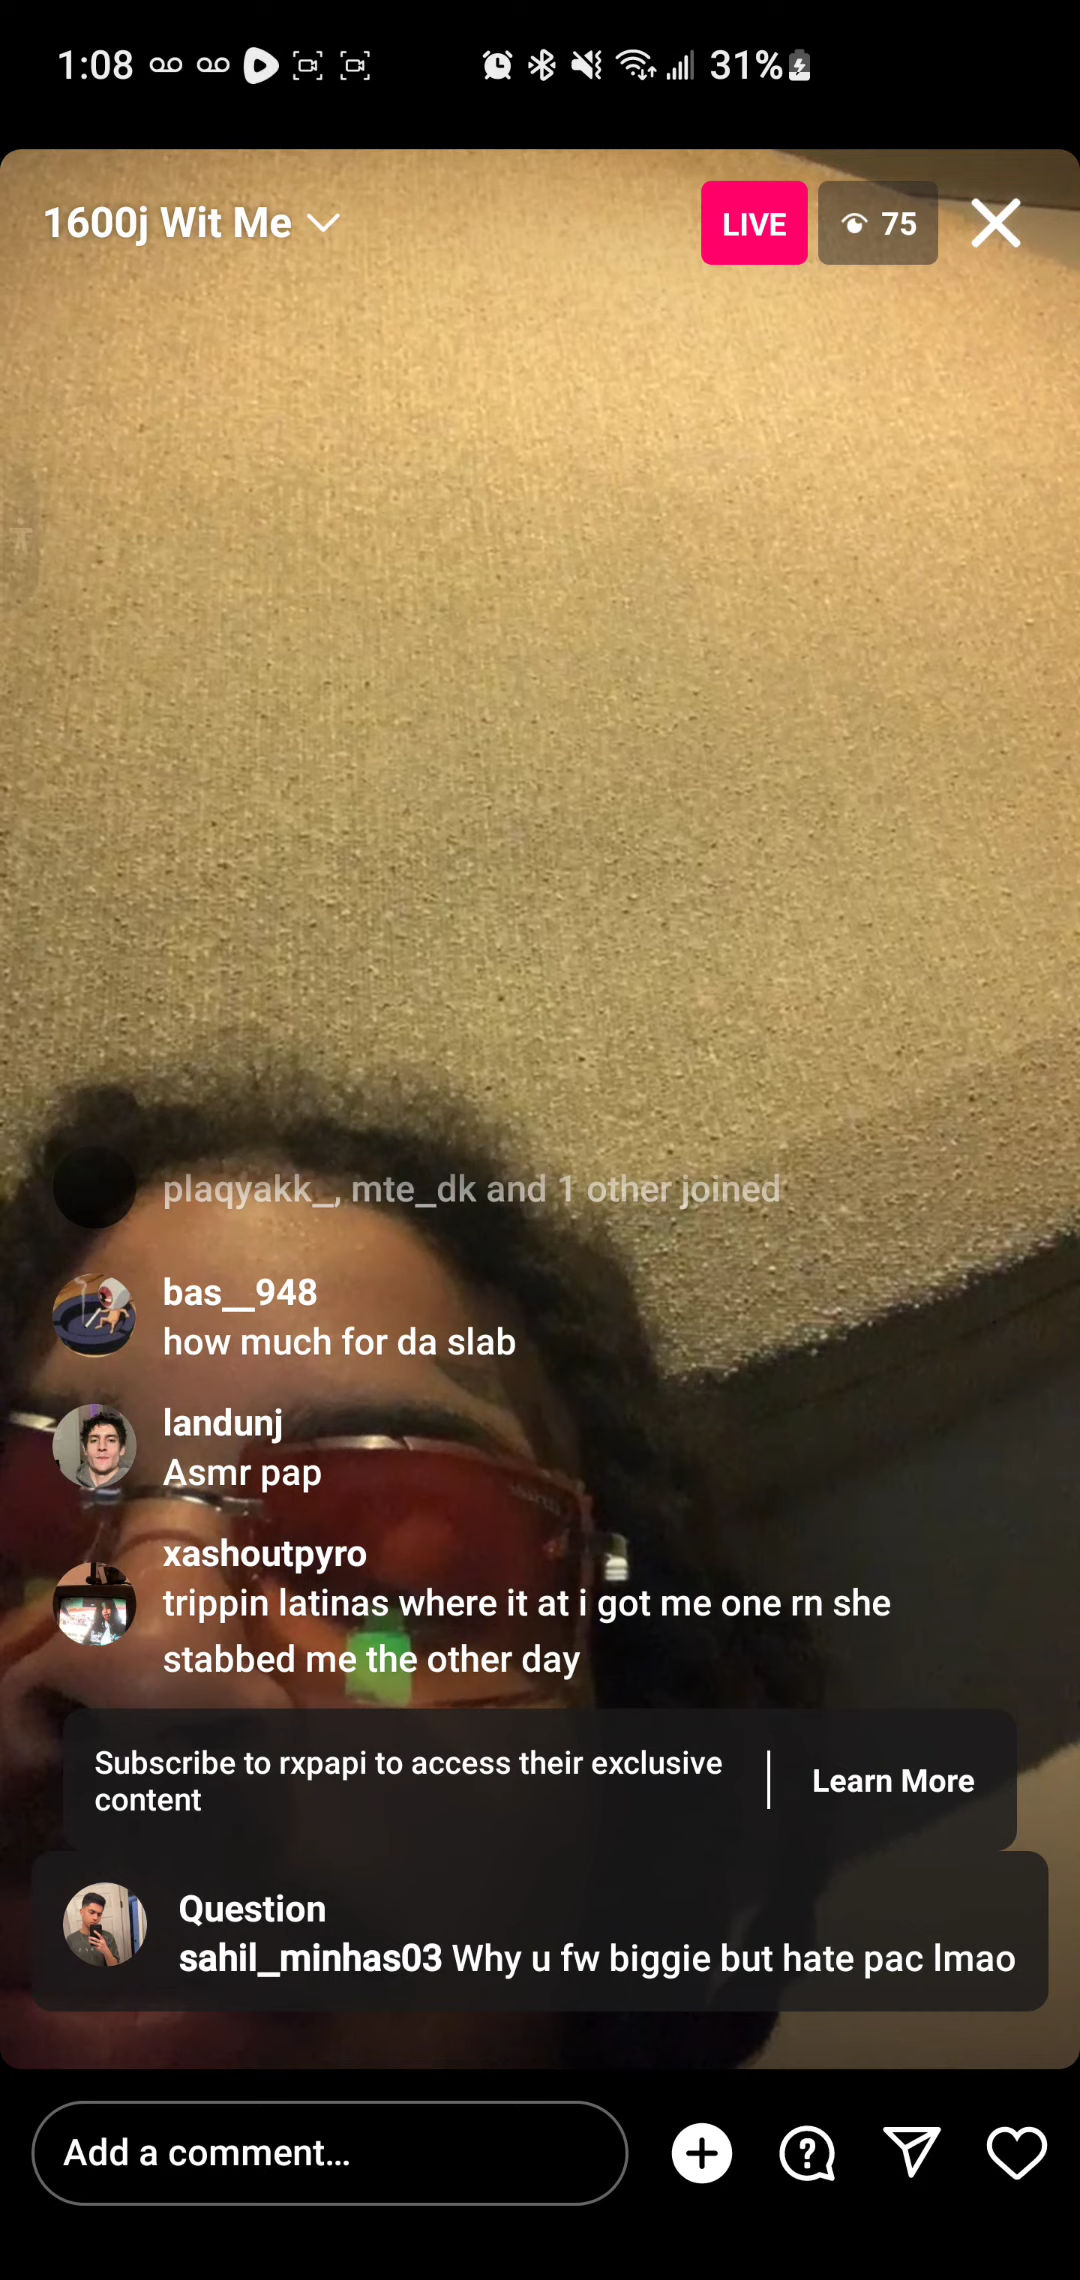 1:08
31%
1600j Wit Me
LIVE
75
plaqyakk_, mte_dk and 1 other joined
bas__948
how much for da slab
landunj
Asmr pap
xashoutpyro
trippin latinas where it at i got me one rn she
stabbed me the other day
Subscribe to rxpapi to access their exclusive
content
Learn More
Question
sahil_minhas03 Why u fw biggie but hate pac lmao
Add a comment...